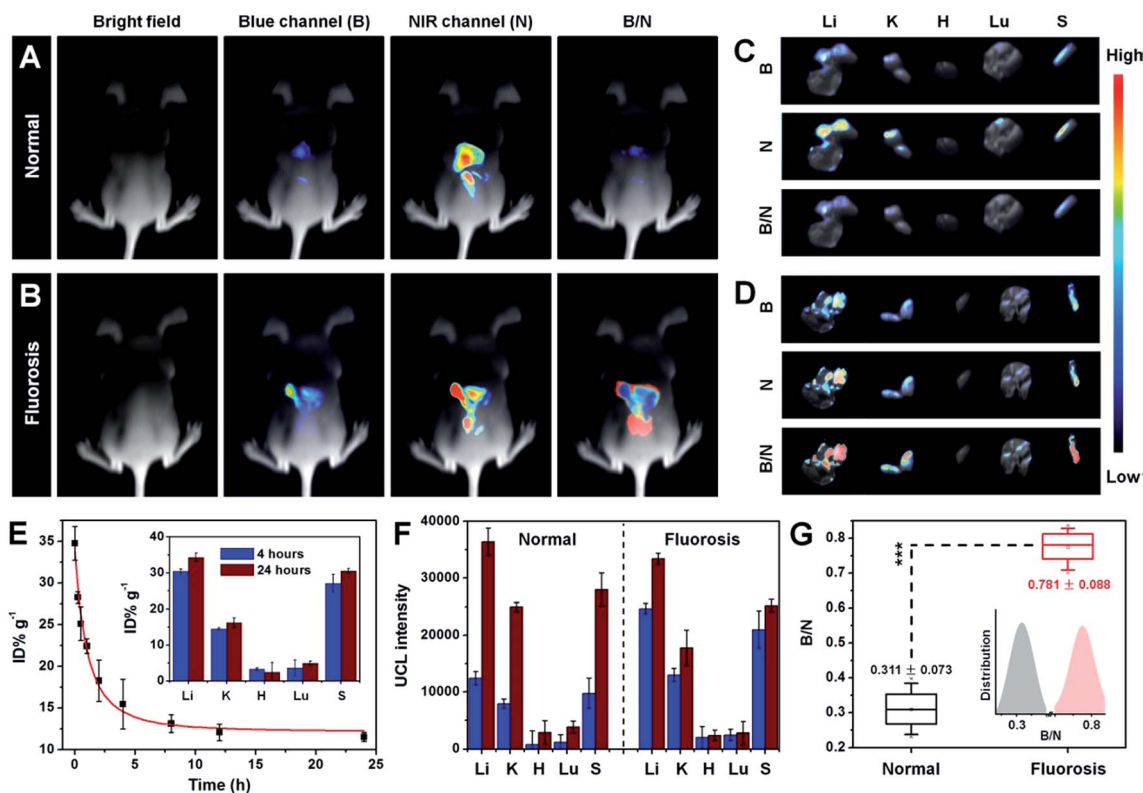 Bright field Blue channel (B) NIR channel (N) B/N
A
Normal
B
Fluorosis
C
Li K H Lu S
B
N
B/N
High
D
B
N
B/N
Low
E
ID% g-1
35
30
25
20
15
10
0 5 10 15 20 25
Time (h)
ID% g-1
40
30
20
10
0
4 hours
24 hours
Li K H Lu S
F
UCL intensity
40000
30000
20000
10000
0
Normal Fluorosis
Li K H Lu S Li K H Lu S
G
B/N
0.8
0.7
0.6
0.5
0.4
0.3
0.2
***
0.781 ± 0.088
0.311 ± 0.073
Distribution
0.3 0.8
B/N
Normal Fluorosis